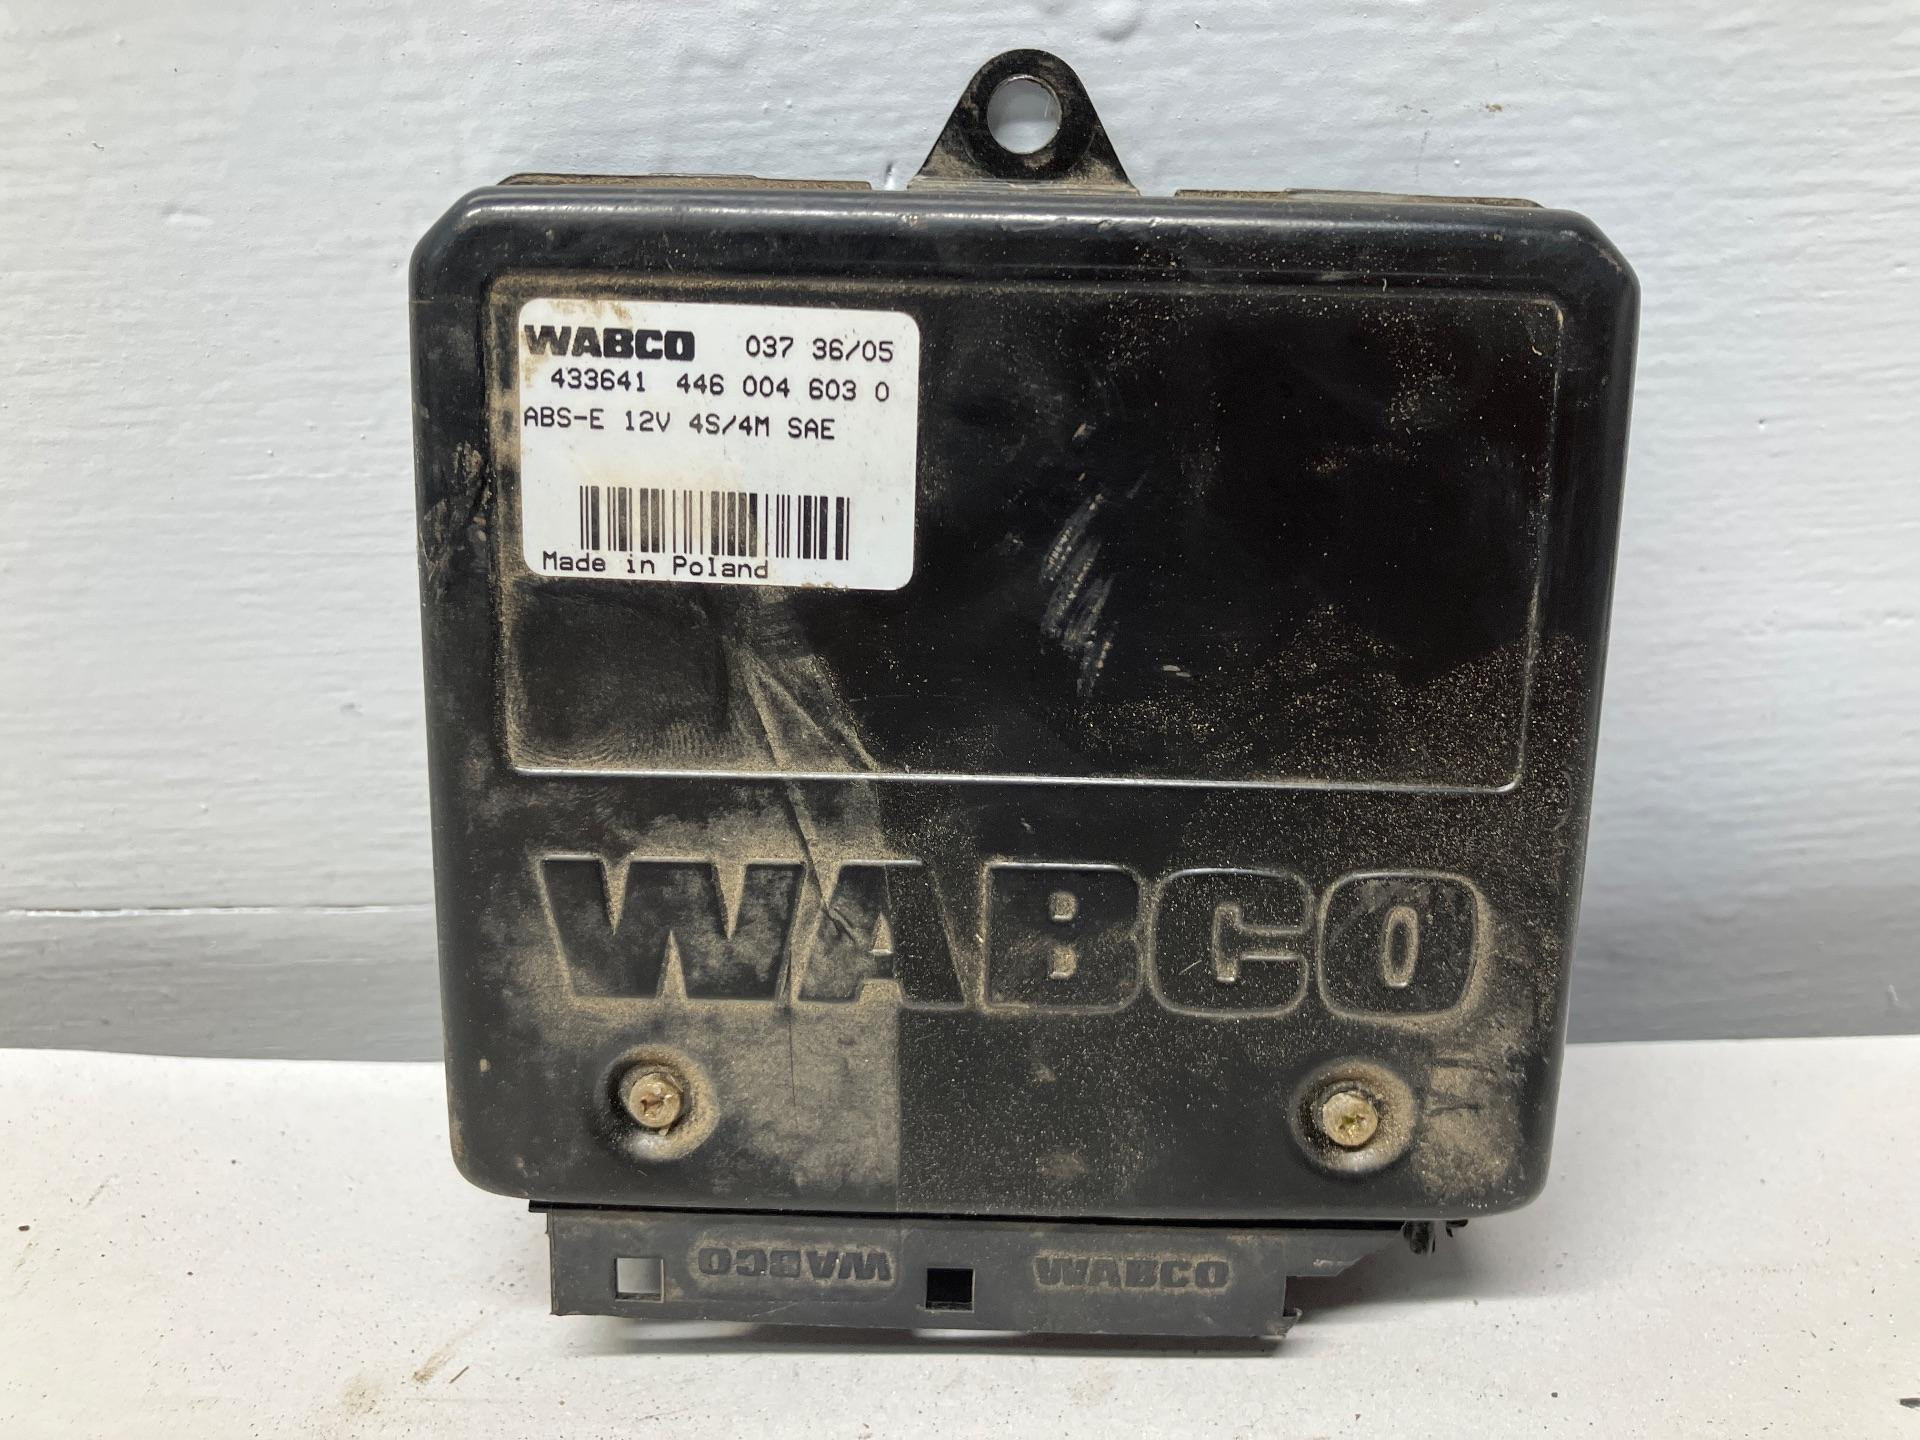 WABCO 037 36/05
433641 446 004 603 0
ABS-E 12V 4S/4M SAE
Made in Poland
WABCO
WABCO WABCO